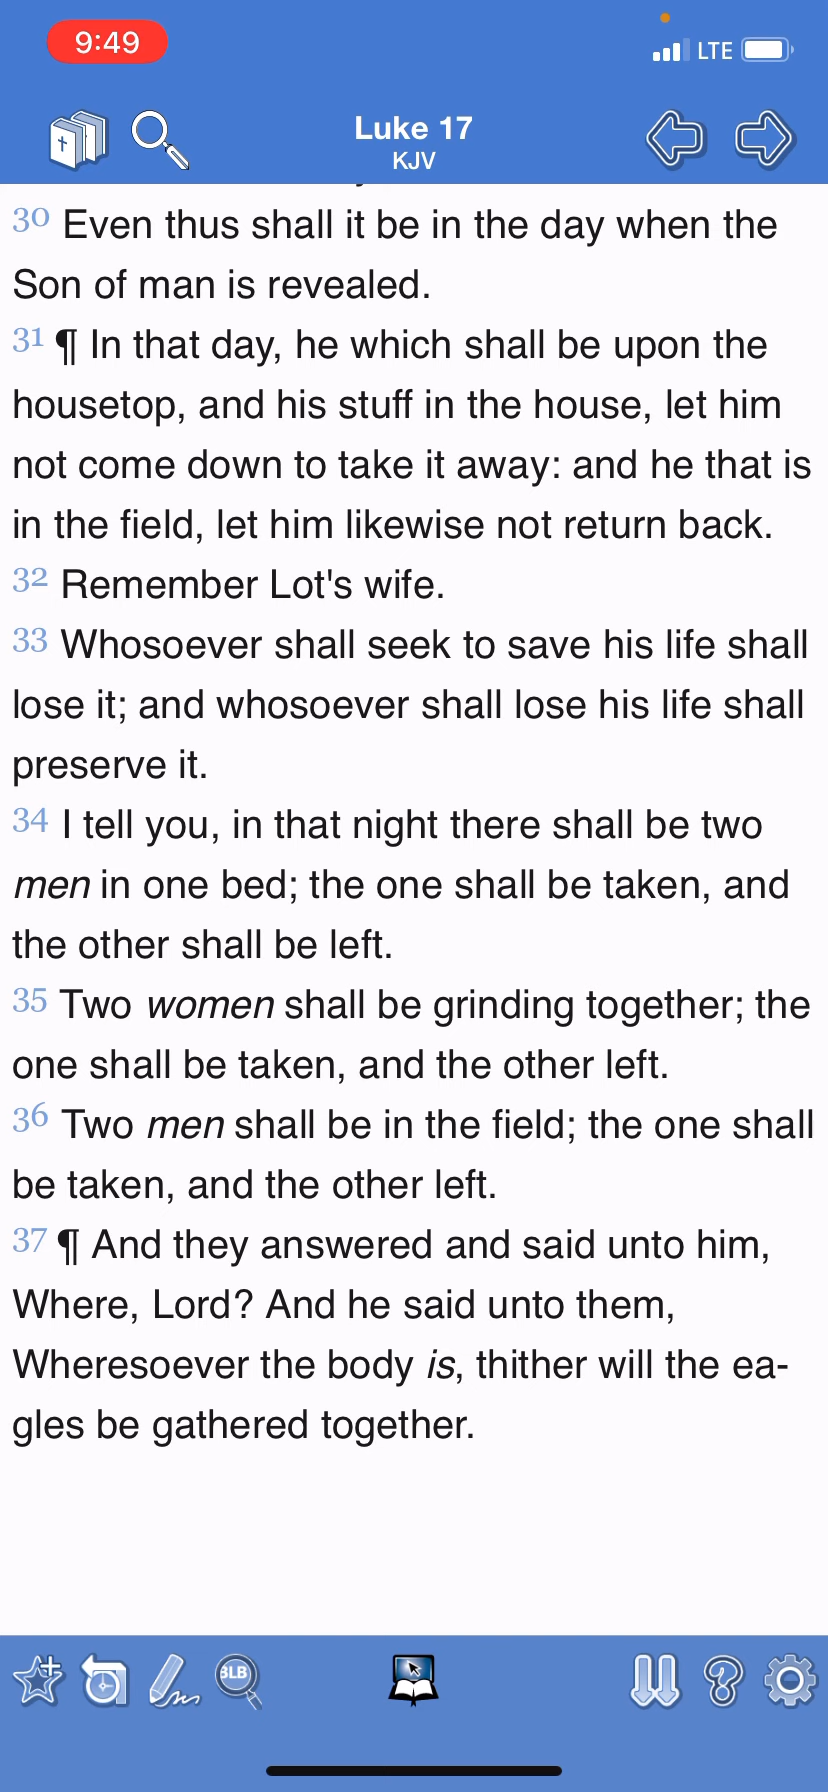 9:49
LTE
Luke 17
KJV
30 Even thus shall it be in the day when the
Son of man is revealed.
31 ¶ In that day, he which shall be upon the
housetop, and his stuff in the house, let him
not come down to take it away: and he that is
in the field, let him likewise not return back.
32 Remember Lot's wife.
33 Whosoever shall seek to save his life shall
lose it; and whosoever shall lose his life shall
preserve it.
34 I tell you, in that night there shall be two
men in one bed; the one shall be taken, and
the other shall be left.
35 Two women shall be grinding together; the
one shall be taken, and the other left.
36 Two men shall be in the field; the one shall
be taken, and the other left.
37 ¶ And they answered and said unto him,
Where, Lord? And he said unto them,
Wheresoever the body is, thither will the ea-
gles be gathered together.
BLB